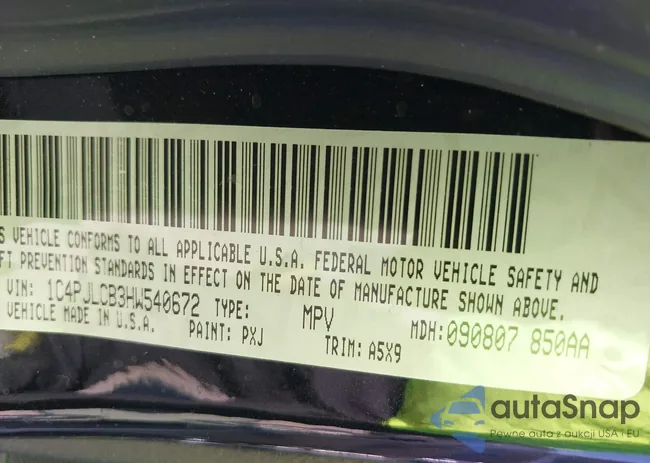 S VEHICLE CONFORMS TO ALL APPLICABLE U.S.A. FEDERAL MOTOR VEHICLE SAFETY AND
FT PREVENTION STANDARDS IN EFFECT ON THE DATE OF MANUFACTURE SHOWN ABOVE.
VIN: 1C4PJLCB3HW540672 TYPE: MPV MDH: 090807 850AA
VEHICLE MADE IN U.S.A. PAINT: PXJ TRIM: A5X9
autaSnap
Pewne auta z aukcji USA i EU